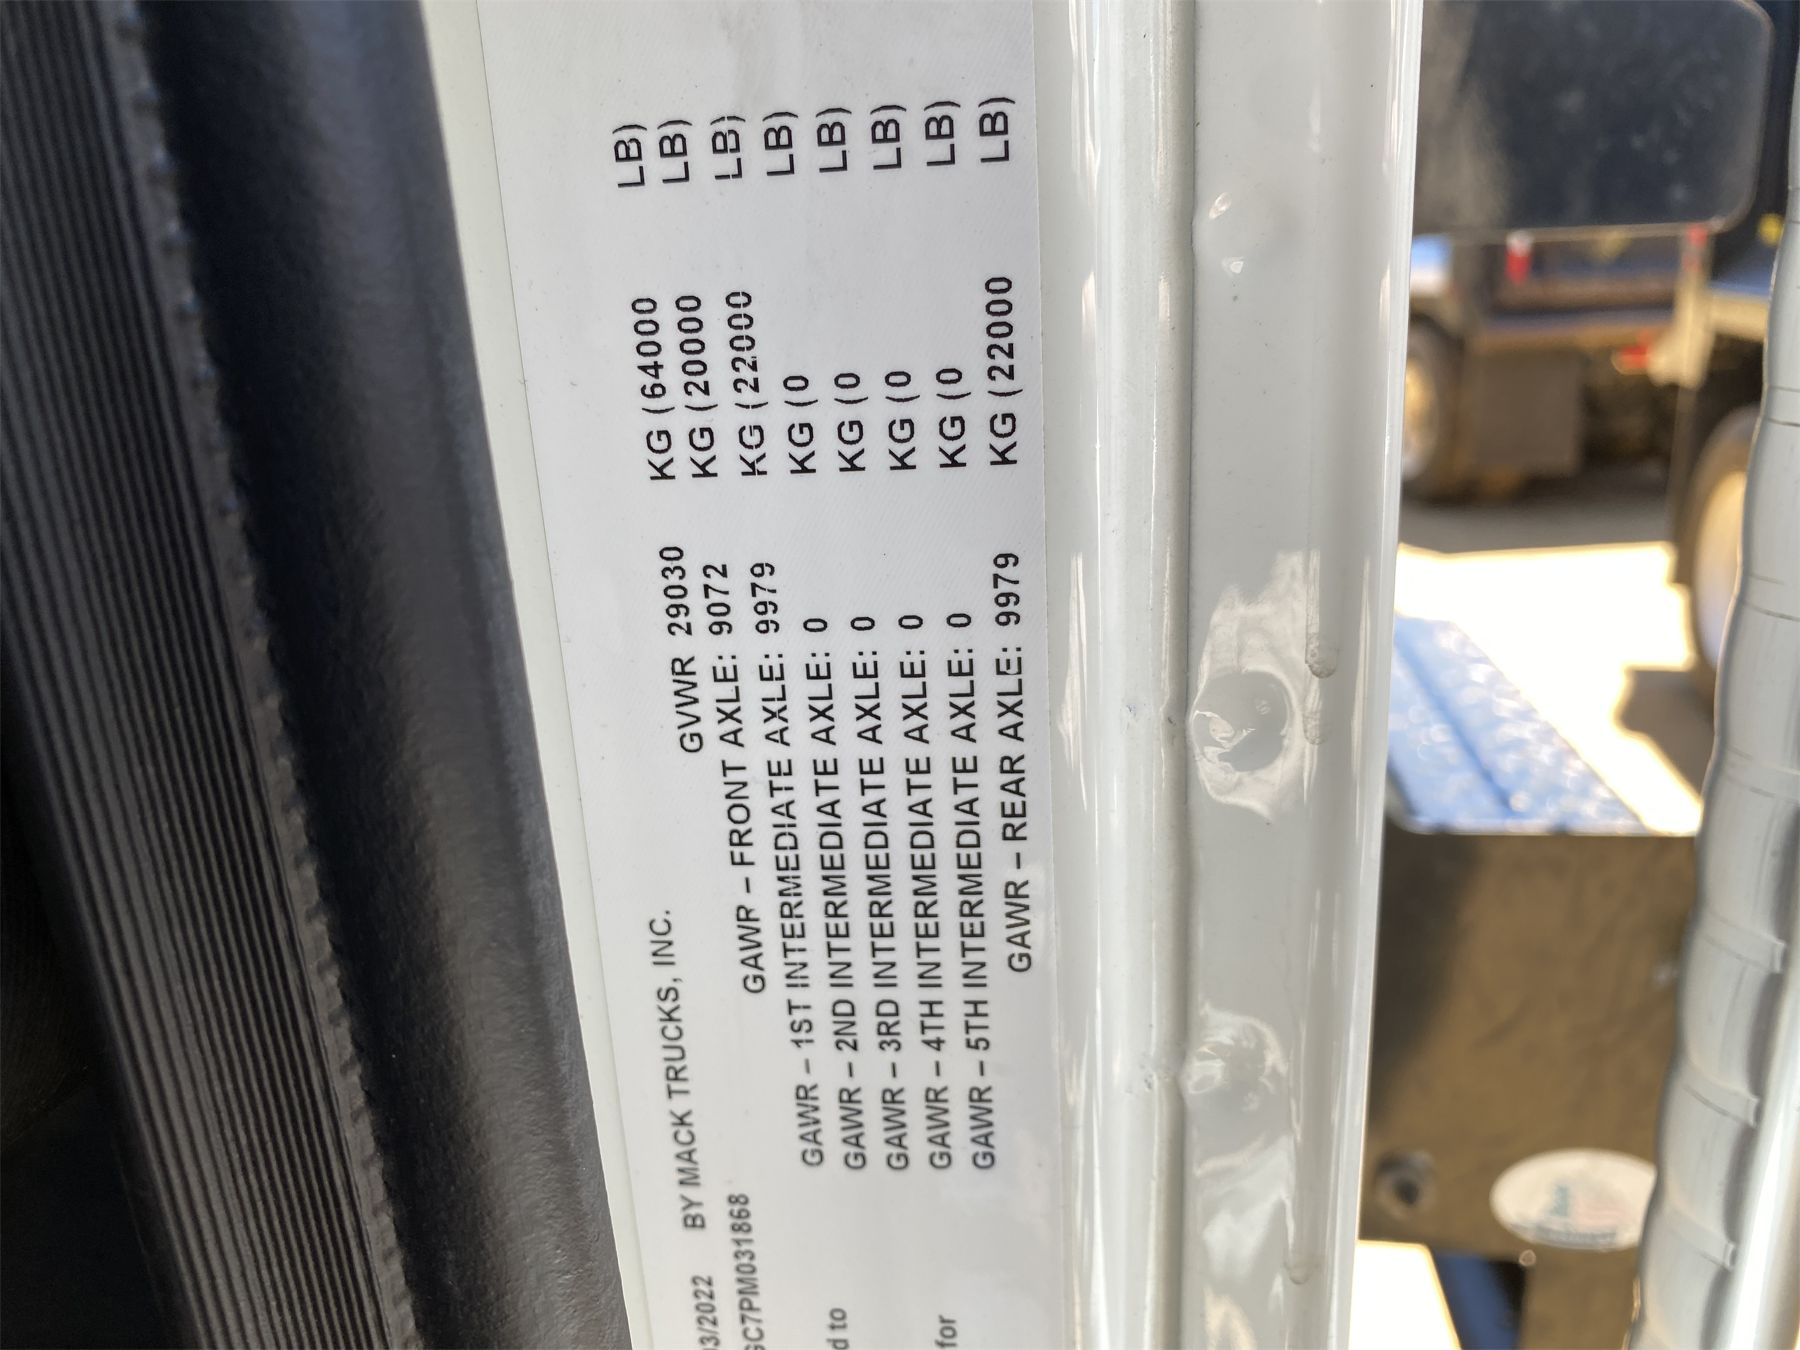 3/2022 BY MACK TRUCKS, INC.
GC7PM031868
GVWR 29030 KG (64000 LB)
GAWR – FRONT AXLE: 9072 KG (20000 LB)
GAWR – 1ST INTERMEDIATE AXLE: 9979 KG (22000 LB)
GAWR – 2ND INTERMEDIATE AXLE: 0 KG (0 LB)
GAWR – 3RD INTERMEDIATE AXLE: 0 KG (0 LB)
GAWR – 4TH INTERMEDIATE AXLE: 0 KG (0 LB)
GAWR – 5TH INTERMEDIATE AXLE: 0 KG (0 LB)
GAWR – REAR AXLE: 9979 KG (22000 LB)
d to
for